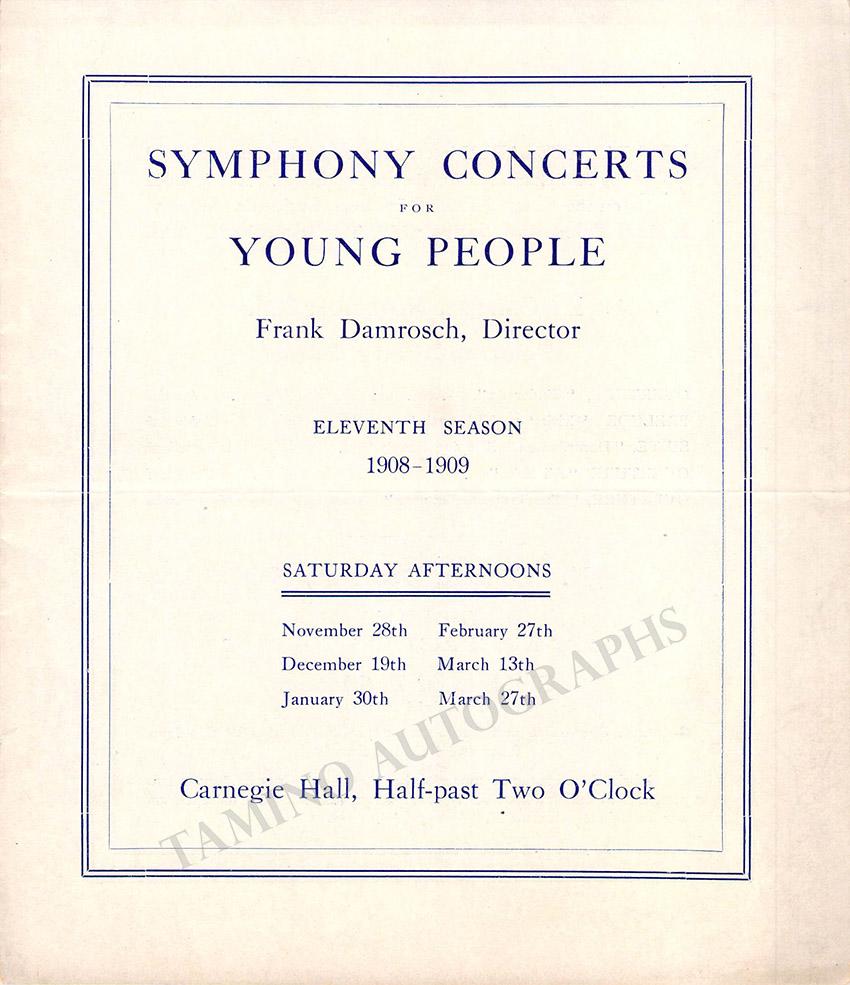 SYMPHONY CONCERTS
FOR
YOUNG PEOPLE
Frank Damrosch, Director
ELEVENTH SEASON
1908-1909
SATURDAY AFTERNOONS
November 28th February 27th
December 19th March 13th
January 30th March 27th
Carnegie Hall, Half-past Two O'Clock
TAMINO AUTOGRAPHS